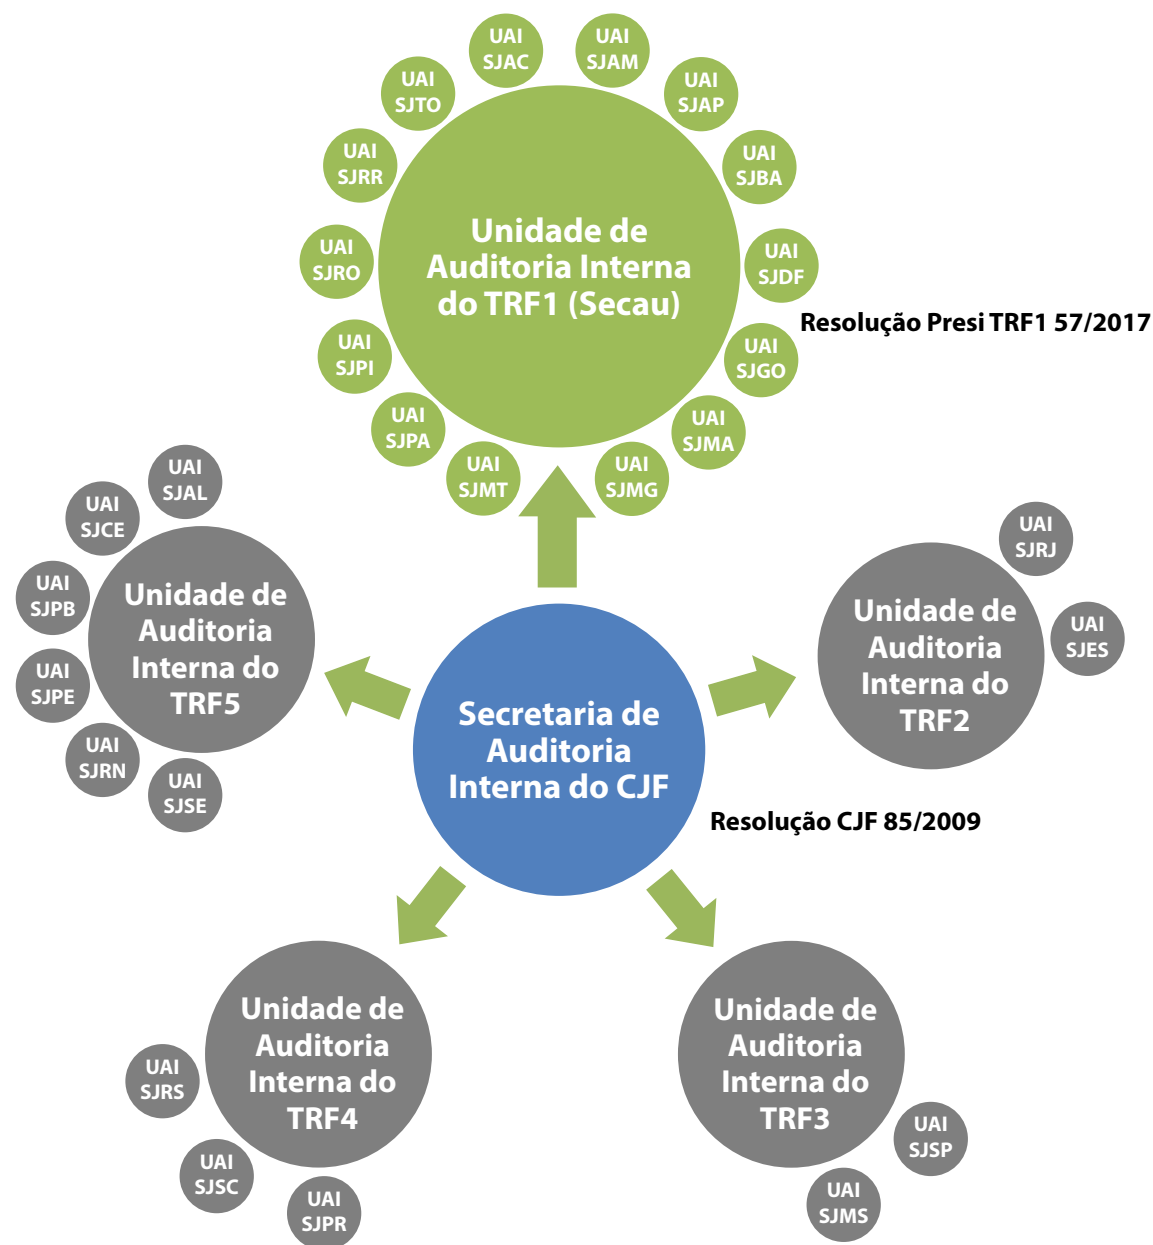 UAI
SJAC
UAI
SJAM
UAI
SJTO
UAI
SJAP
UAI
SJRR
UAI
SJBA
Unidade de
Auditoria Interna
do TRF1 (Secau)
UAI
SJRO
UAI
SJDF
Resolução Presi TRF1 57/2017
UAI
SJPI
UAI
SJGO
UAI
SJPA
UAI
SJMA
UAI
SJMT
UAI
SJMG
UAI
SJAL
UAI
SJCE
UAI
SJPB
UAI
SJPE
UAI
SJRN
UAI
SJSE
Unidade de
Auditoria
Interna do
TRF5
UAI
SJRJ
UAI
SJES
Unidade de
Auditoria
Interna do
TRF2
Secretaria de
Auditoria
Interna do CJF
Resolução CJF 85/2009
Unidade de
Auditoria
Interna do
TRF4
UAI
SJRS
UAI
SJSC
UAI
SJPR
Unidade de
Auditoria
Interna do
TRF3
UAI
SJSP
UAI
SJMS